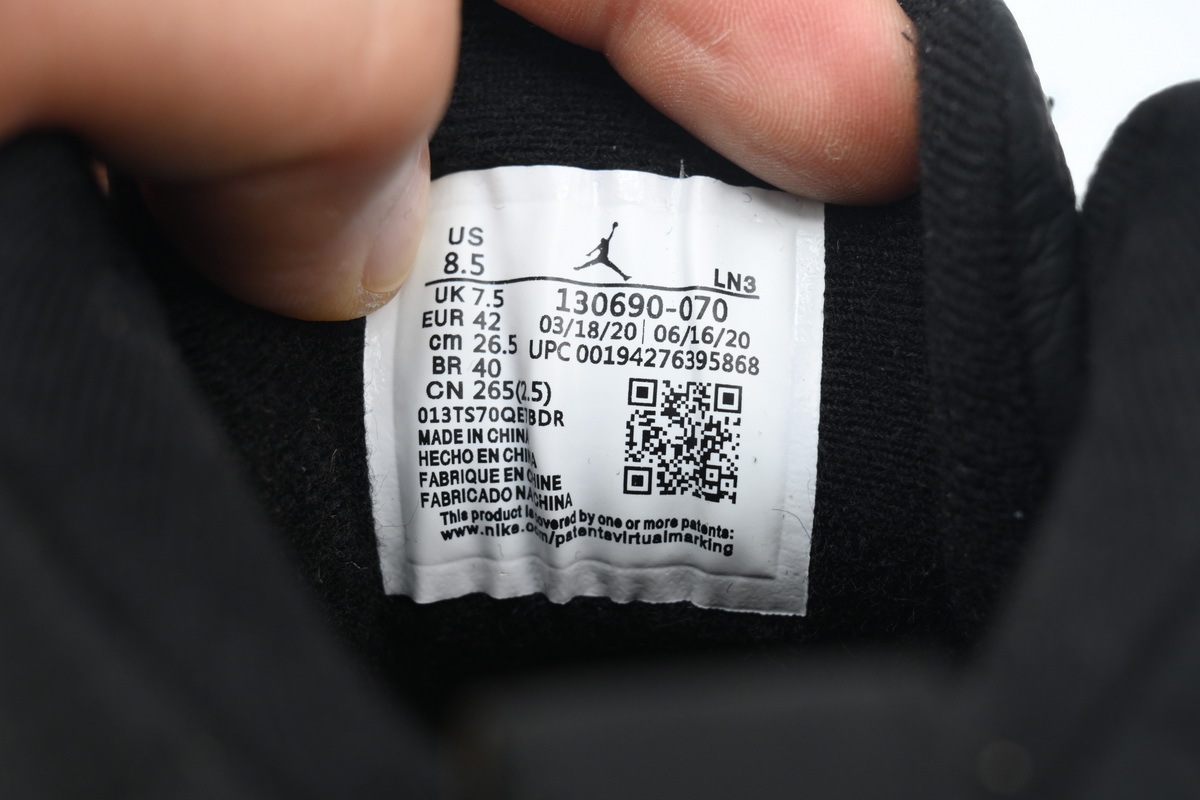 US
8.5
LN3
UK 7.5
EUR 42
cm 26.5
BR 40
CN 265(2.5)
130690-070
03/18/20 | 06/16/20
UPC 00194276395868
MADE IN CHINA
HECHO EN CHINA
FABRIQUE EN CHINE
FABRICADO NA CHINA
This product is covered by one or more patents:
www.nike.com/patentsvirtualmarking